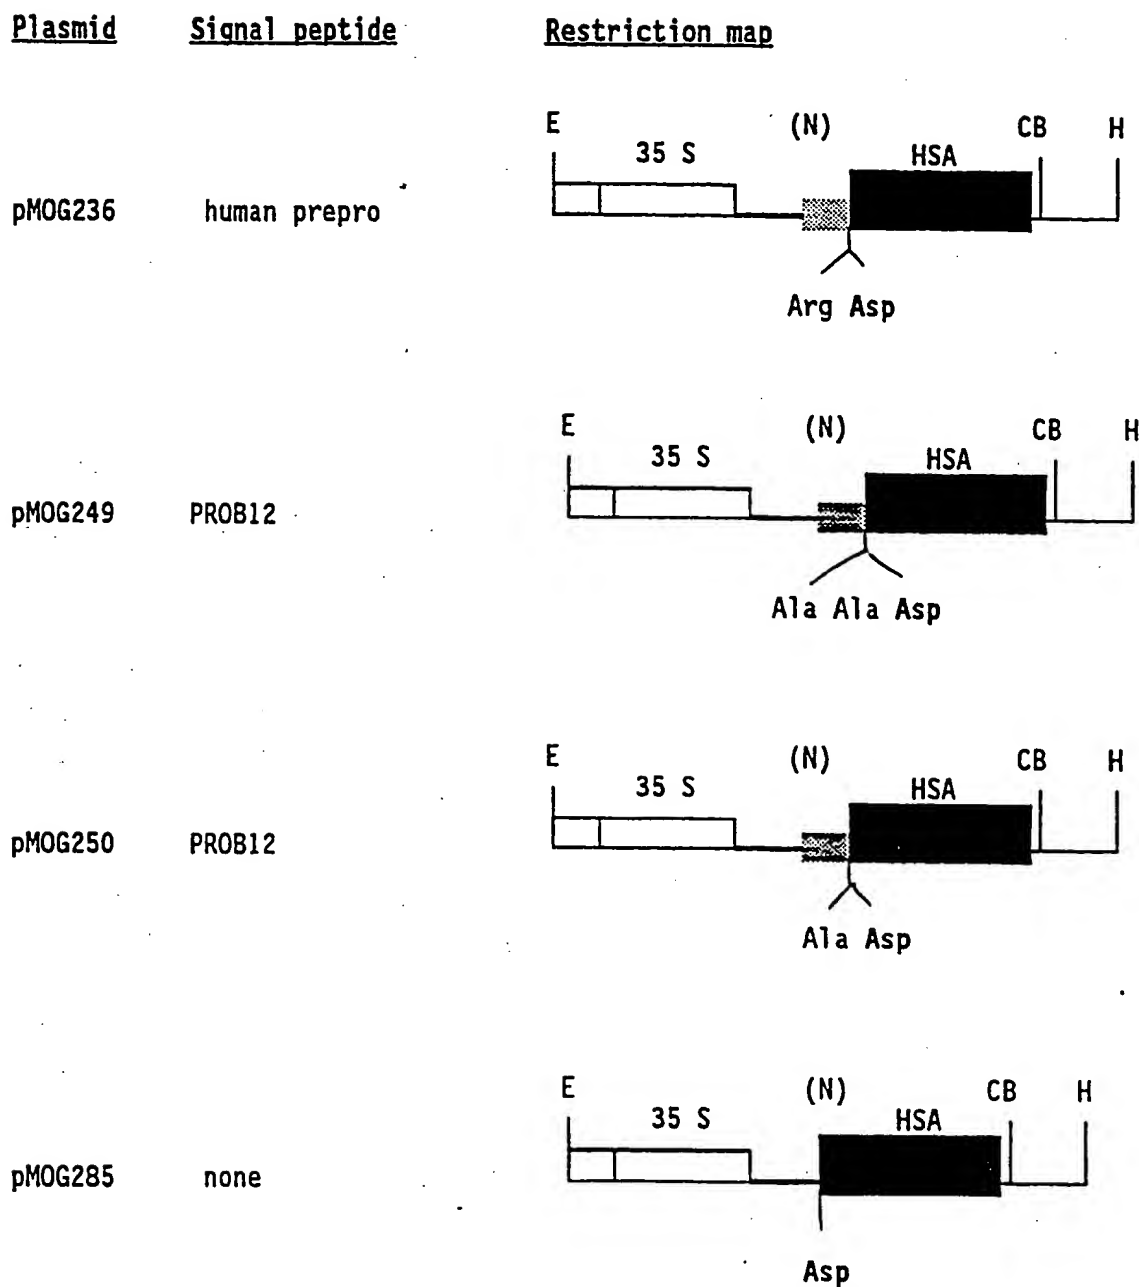 Plasmid Signal peptide Restriction map
E (N) CB H
35 S HSA
pMOG236 human prepro
Arg Asp
E (N) CB H
35 S HSA
pMOG249 PROB12
Ala Ala Asp
E (N) CB H
35 S HSA
pMOG250 PROB12
Ala Asp
E (N) CB H
35 S HSA
pMOG285 none
Asp